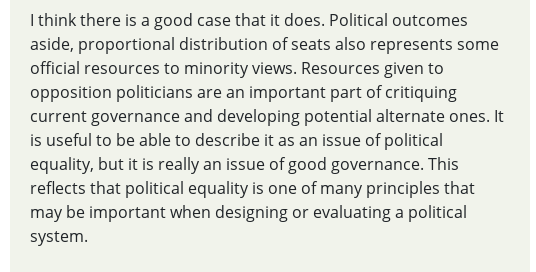 I think there is a good case that it does. Political outcomes
aside, proportional distribution of seats also represents some
official resources to minority views. Resources given to
opposition politicians are an important part of critiquing
current governance and developing potential alternate ones. It
is useful to be able to describe it as an issue of political
equality, but it is really an issue of good governance. This
reflects that political equality is one of many principles that
may be important when designing or evaluating a political
system.